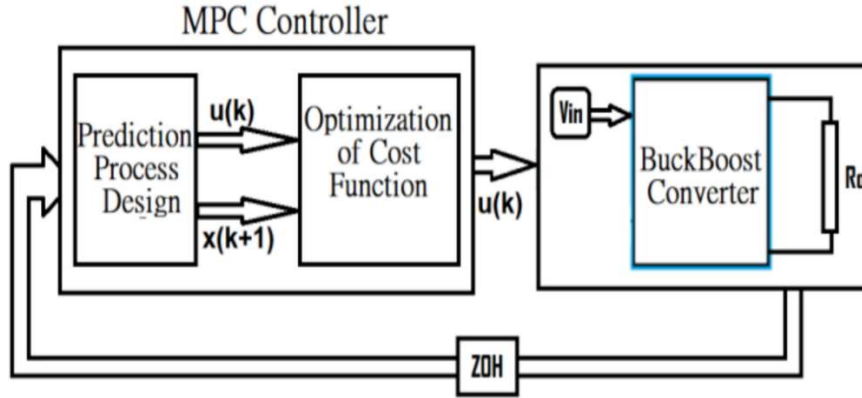 MPC Controller
Prediction
Process
Design
u(k)
x(k+1)
Optimization
of Cost
Function
u(k)
Vin
BuckBoost
Converter
ZOH